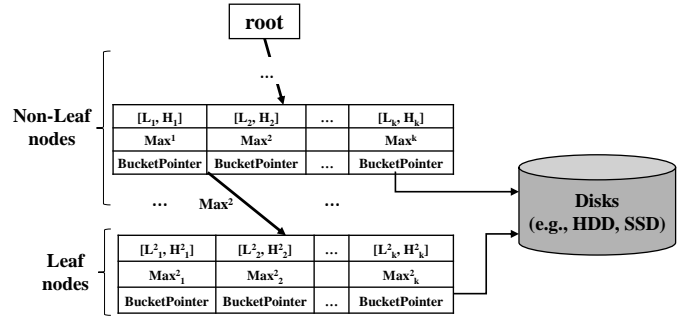 root
...
Non-Leaf
nodes
[L₁, H₁] [L₂, H₂] ... [Lₖ, Hₖ]
Max¹ Max² Maxᵏ
BucketPointer BucketPointer ... BucketPointer
... Max² ...
Disks
(e.g., HDD, SSD)
Leaf
nodes
[L²₁, H²₁] [L²₂, H²₂] ... [L²ₖ, H²ₖ]
Max²₁ Max²₂ Max²ₖ
BucketPointer BucketPointer ... BucketPointer